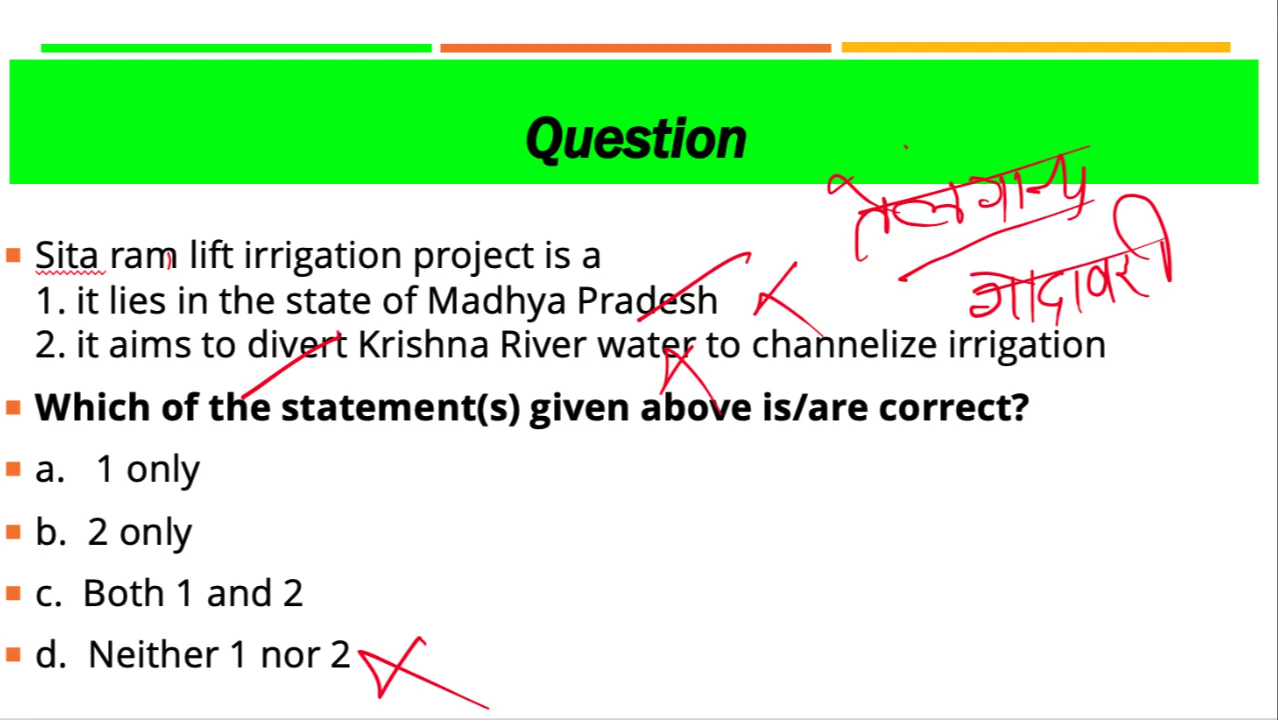 Question
तेलंगाना
गोदावरी
Sita ram lift irrigation project is a
1. it lies in the state of Madhya Pradesh
2. it aims to divert Krishna River water to channelize irrigation
Which of the statement(s) given above is/are correct?
a. 1 only
b. 2 only
c. Both 1 and 2
d. Neither 1 nor 2